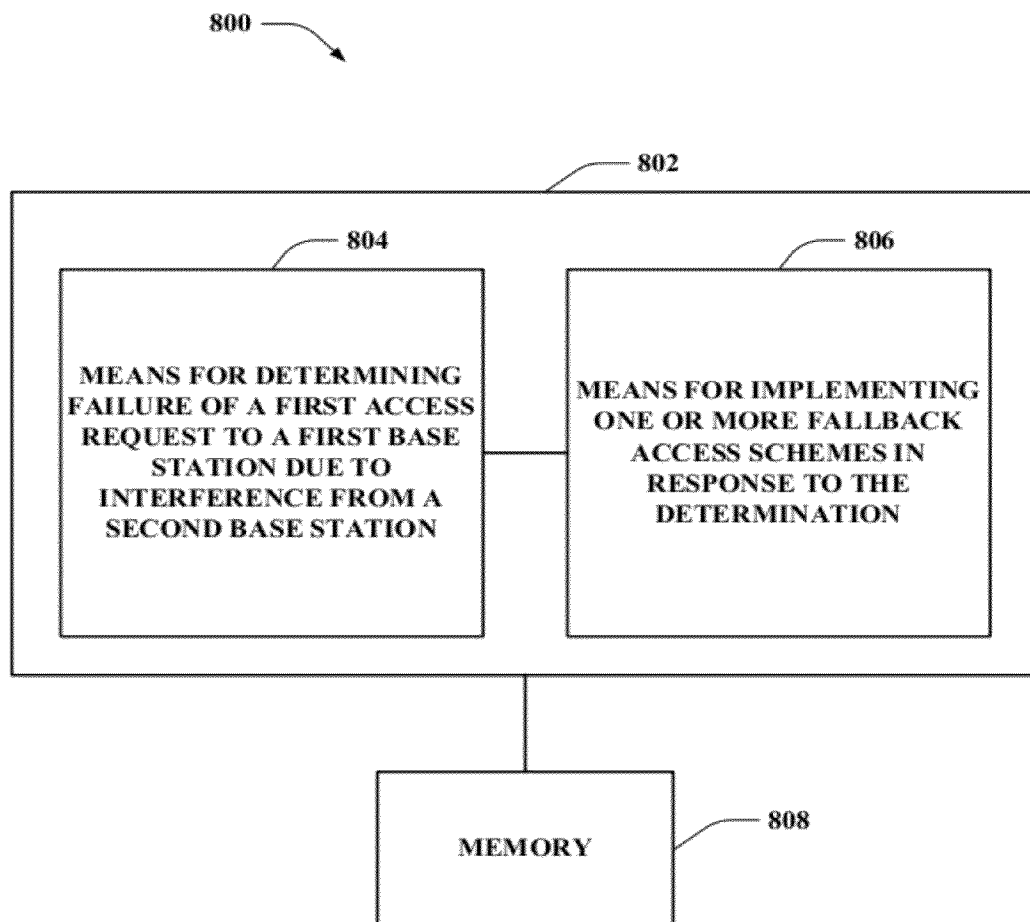 800
802
804
MEANS FOR DETERMINING
FAILURE OF A FIRST ACCESS
REQUEST TO A FIRST BASE
STATION DUE TO
INTERFERENCE FROM A
SECOND BASE STATION
806
MEANS FOR IMPLEMENTING
ONE OR MORE FALLBACK
ACCESS SCHEMES IN
RESPONSE TO THE
DETERMINATION
MEMORY
808